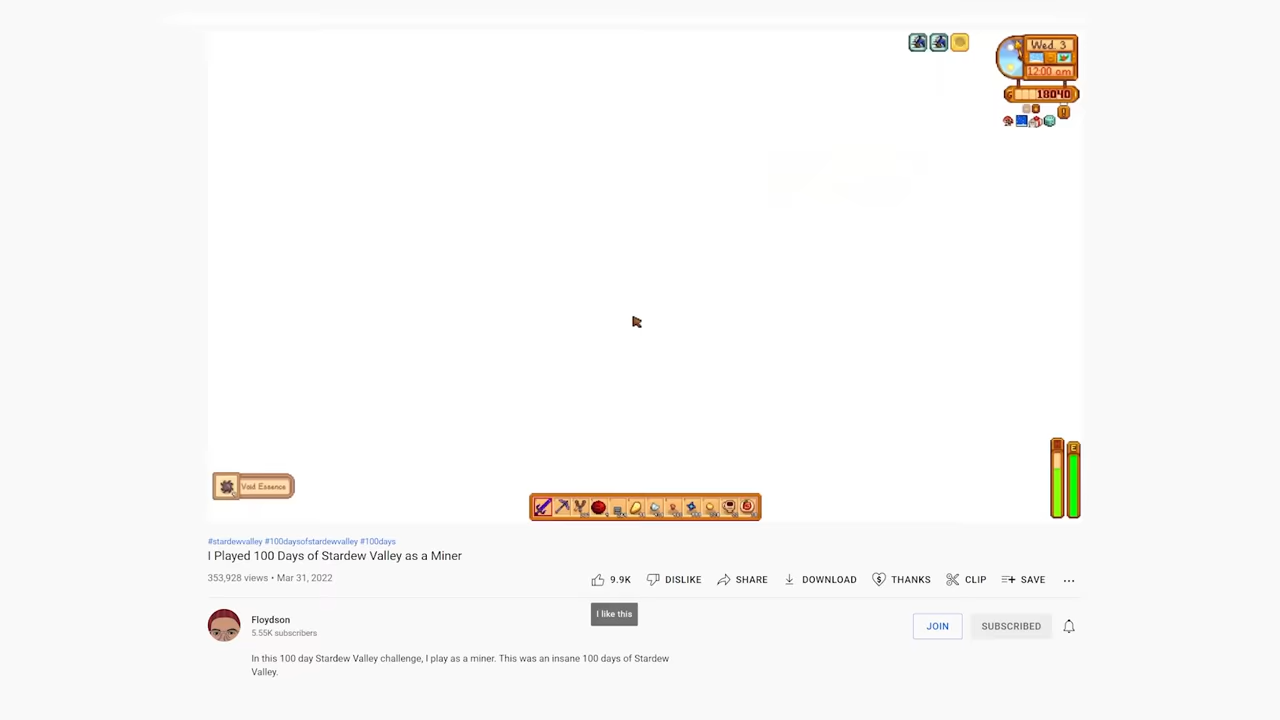 Wed. 3
12:00 am
18040
Void Essence
#stardewvalley #100daysofstardewvalley #100days
I Played 100 Days of Stardew Valley as a Miner
353,928 views • Mar 31, 2022
9.9K DISLIKE SHARE DOWNLOAD THANKS CLIP SAVE ...
I like this
Floydson
5.55K subscribers
JOIN SUBSCRIBED
In this 100 day Stardew Valley challenge, I play as a miner. This was an insane 100 days of Stardew
Valley.